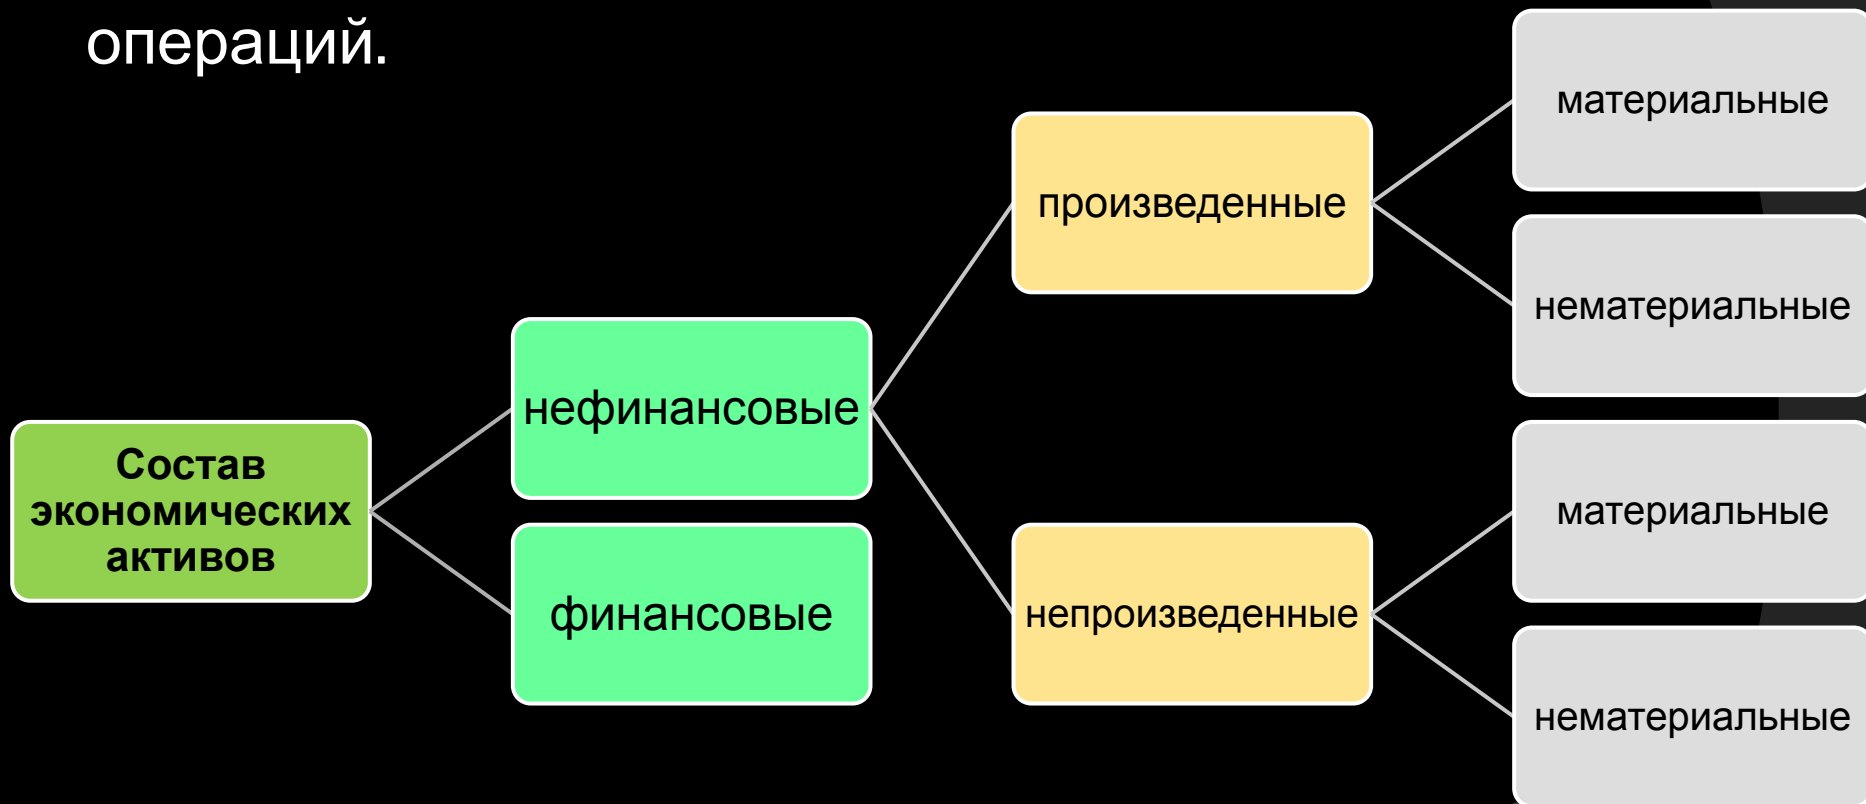 операций.
Состав
экономических
активов
нефинансовые
финансовые
произведенные
непроизведенные
материальные
нематериальные
материальные
нематериальные